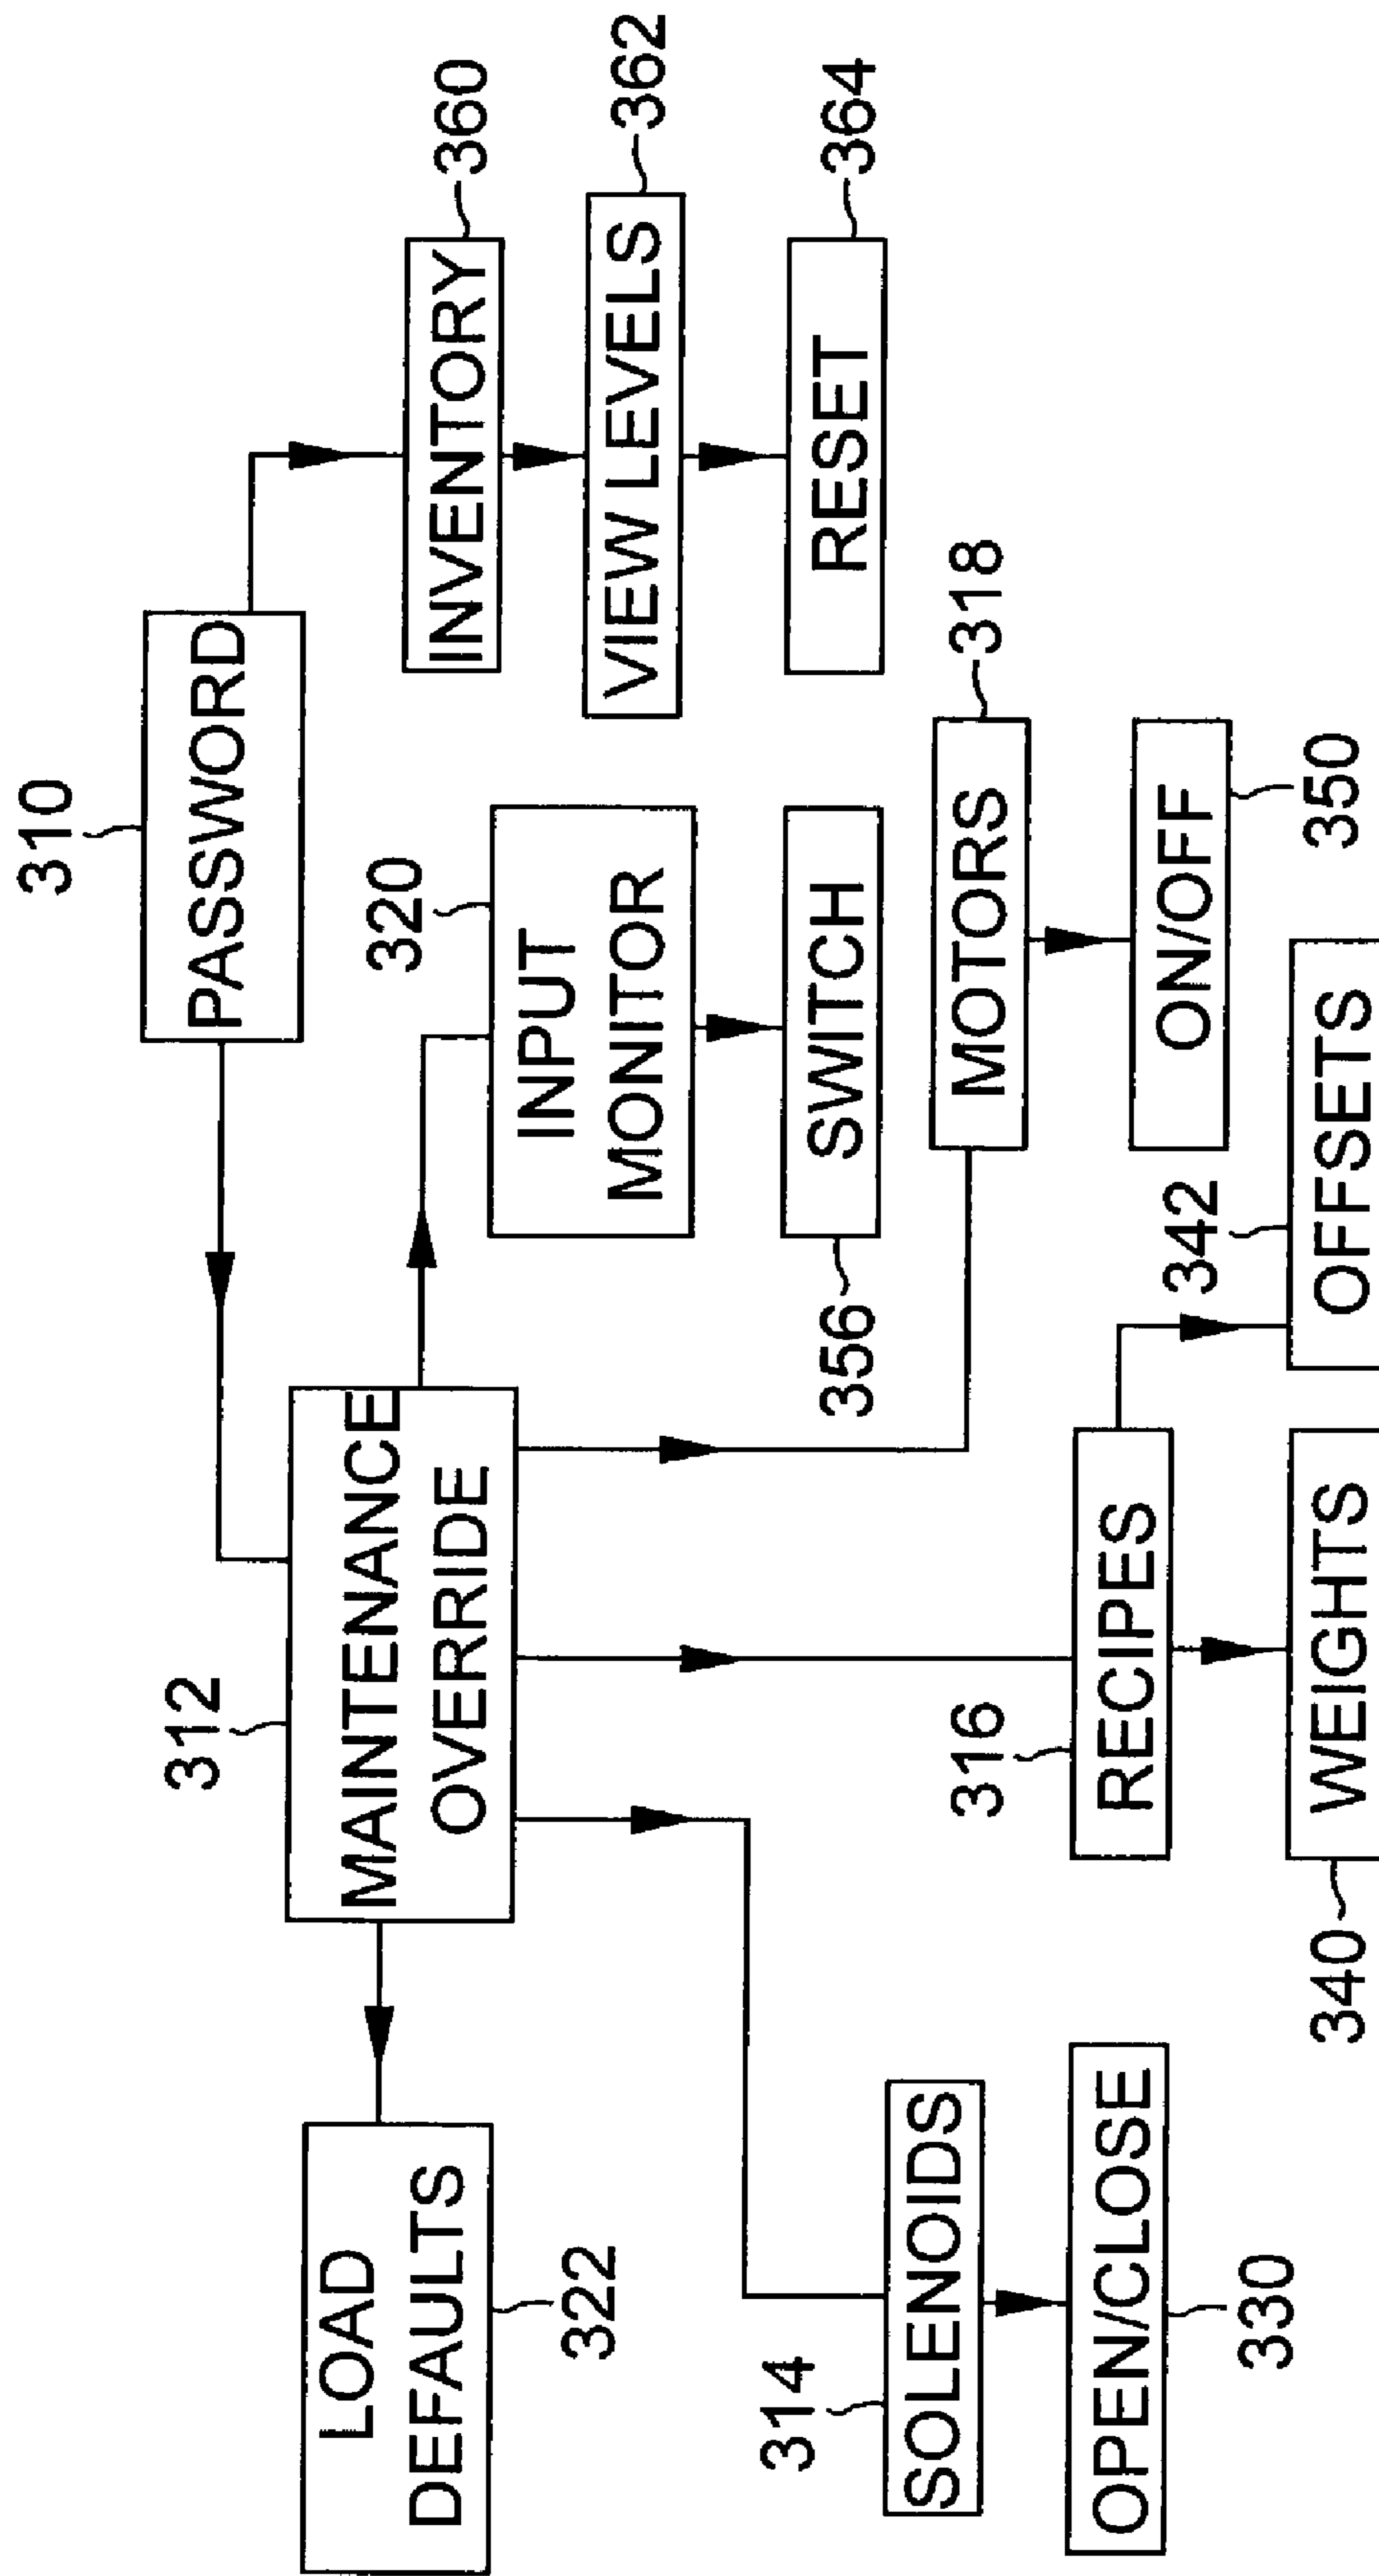 310
PASSWORD
312
MAINTENANCE
OVERRIDE
320
INPUT
MONITOR
INVENTORY
360
LOAD
DEFAULTS
322
VIEW LEVELS
362
356
SWITCH
RESET
364
314
SOLENOIDS
MOTORS
318
OPEN/CLOSE
330
316
RECIPES
ON/OFF
350
340
WEIGHTS
342
OFFSETS